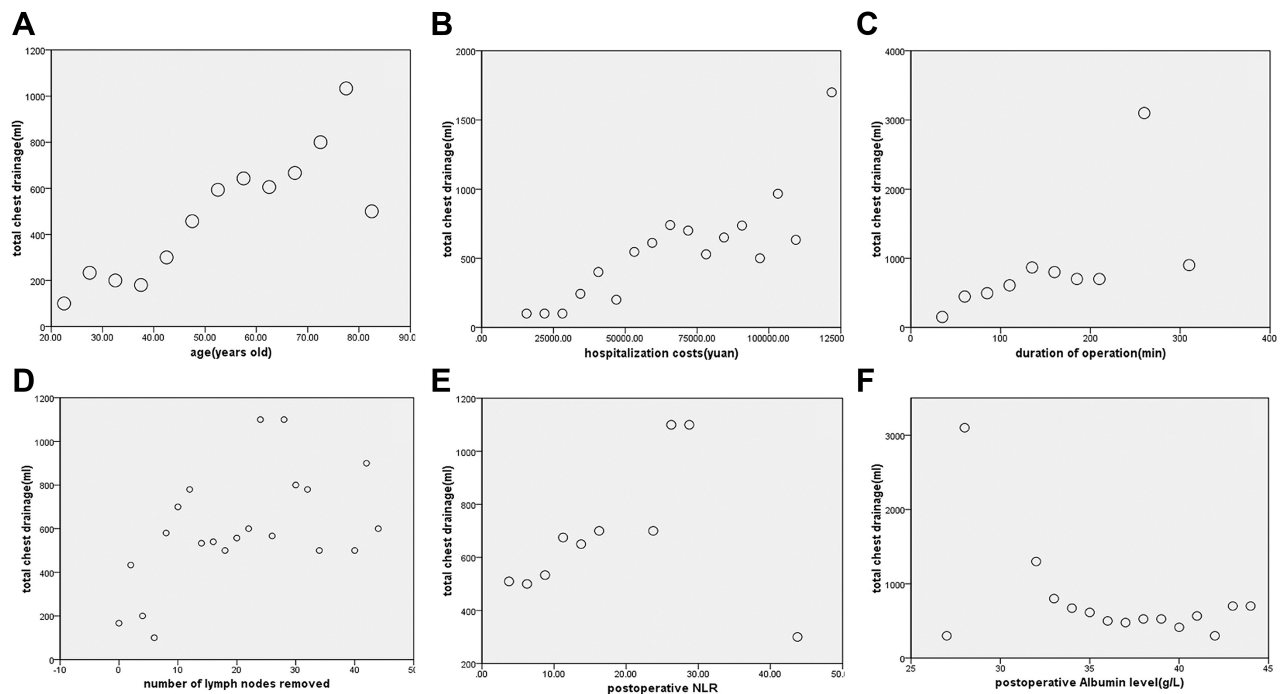 A
1200
1000
800
600
400
200
0
20.00 30.00 40.00 50.00 60.00 70.00 80.00 90.0
total chest drainage(ml)
age(years old)
B
2000
1500
1000
500
0
.00 25000.00 50000.00 75000.00 100000.00 12500
total chest drainage(ml)
hospitalization costs(yuan)
C
4000
3000
2000
1000
0
0 100 200 300 400
total chest drainage(ml)
duration of operation(min)
D
1200
1000
800
600
400
200
0
-10 0 10 20 30 40 50
total chest drainage(ml)
number of lymph nodes removed
E
1200
1000
800
600
400
200
.00 10.00 20.00 30.00 40.00 50.0
total chest drainage(ml)
postoperative NLR
F
3000
2000
1000
0
25 30 35 40 45
total chest drainage(ml)
postoperative Albumin level(g/L)